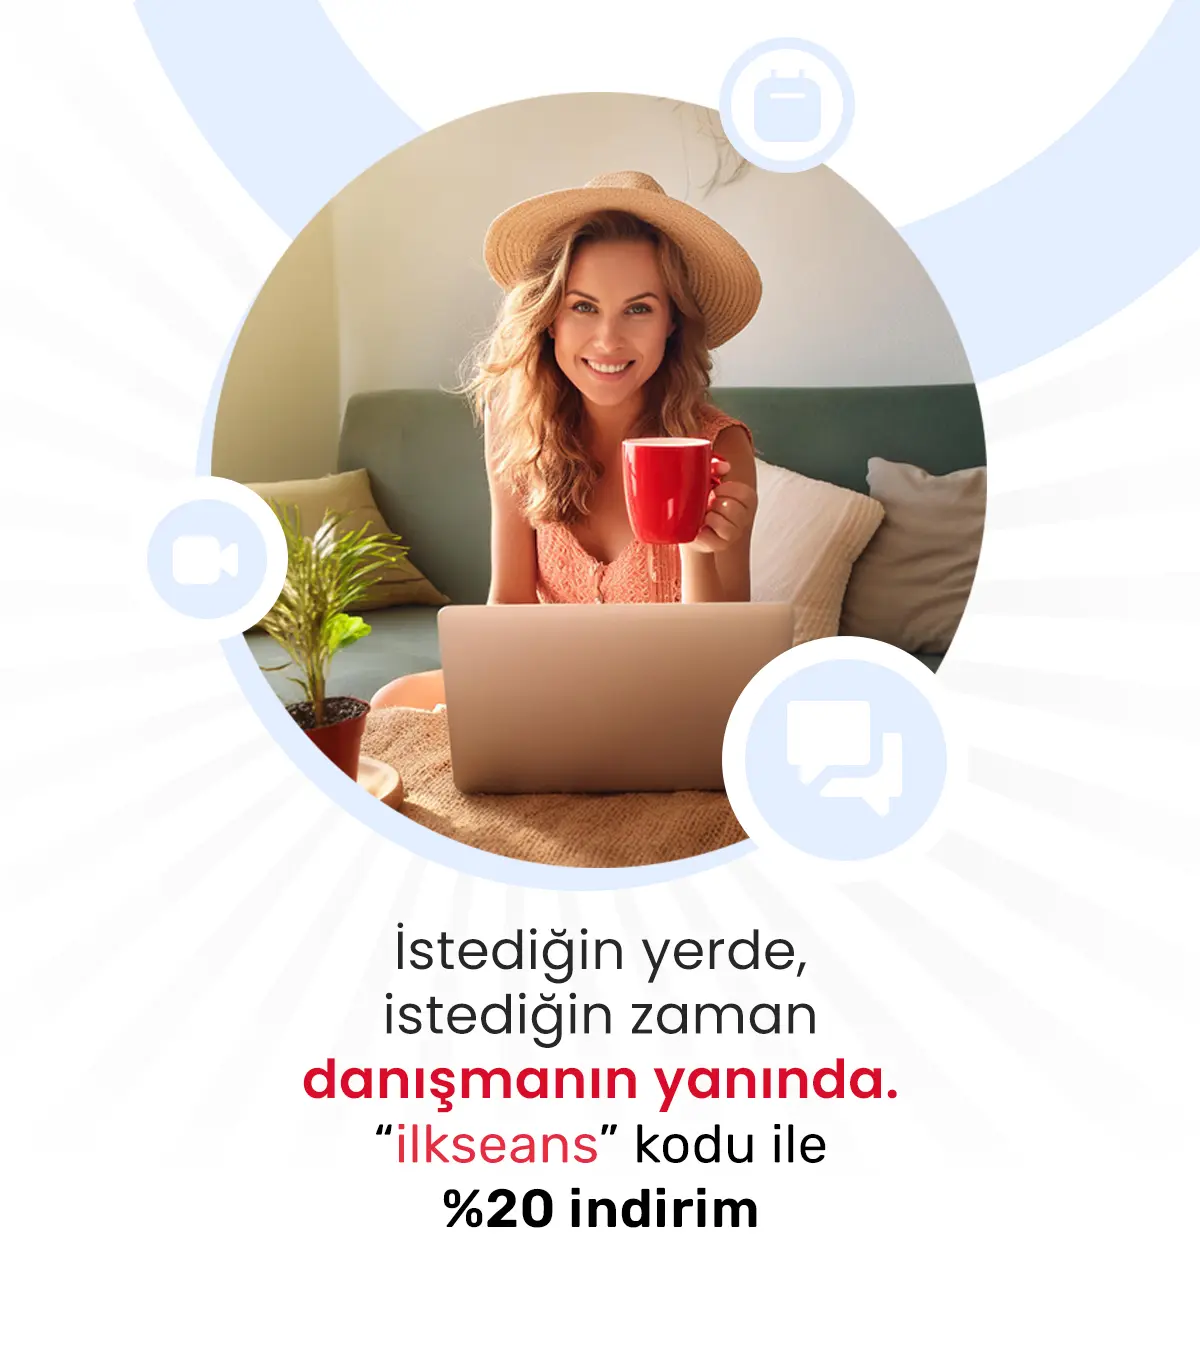 İstediğin yerde,
istediğin zaman
danışmanın yanında.
“ilkseans” kodu ile
%20 indirim